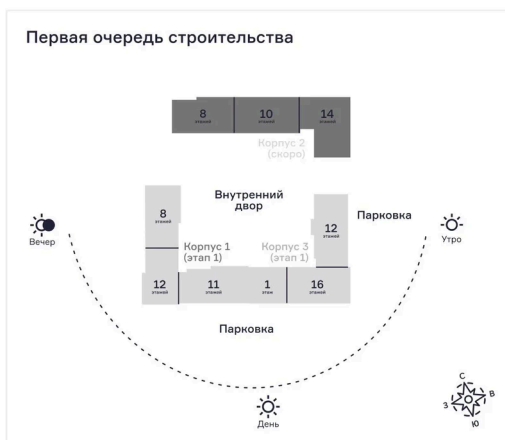 Первая очередь строительства
8
этажей
10
этажей
14
этажей
Корпус 2
(скоро)
Внутренний
двор
8
этажей
12
этажей
Парковка
Вечер
Утро
Корпус 1
(этап 1)
Корпус 3
(этап 1)
12
этажей
11
этажей
1
этаж
16
этажей
Парковка
День
С
В
З
Ю